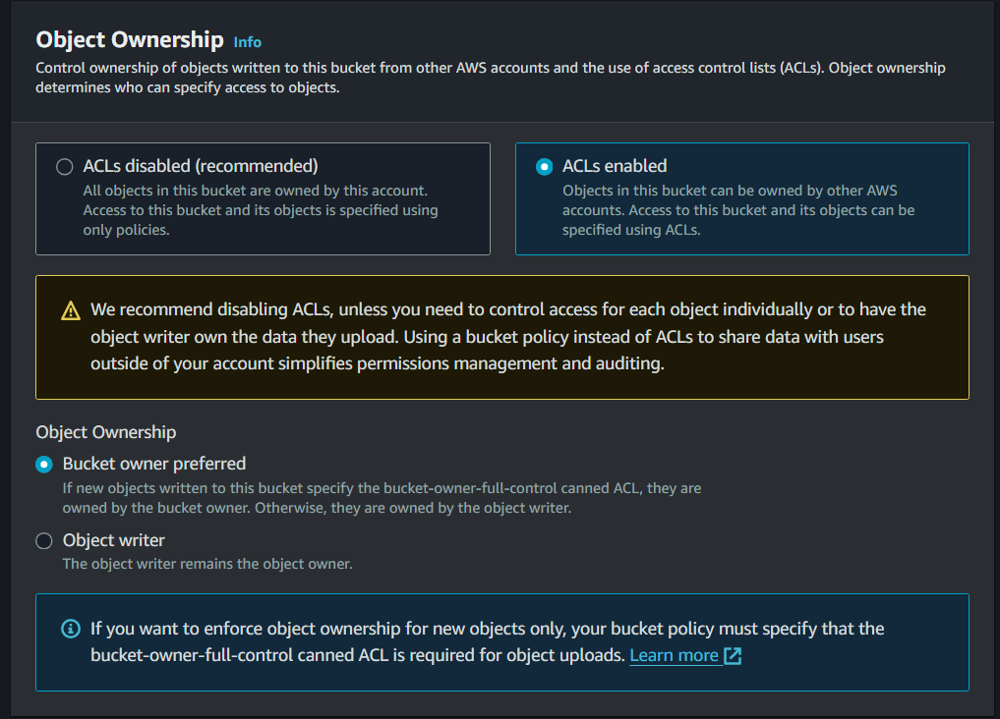 Object Ownership Info
Control ownership of objects written to this bucket from other AWS accounts and the use of access control lists (ACLs). Object ownership
determines who can specify access to objects.
ACLs disabled (recommended)
All objects in this bucket are owned by this account.
Access to this bucket and its objects is specified using
only policies.
ACLs enabled
Objects in this bucket can be owned by other AWS
accounts. Access to this bucket and its objects can be
specified using ACLs.
We recommend disabling ACLs, unless you need to control access for each object individually or to have the
object writer own the data they upload. Using a bucket policy instead of ACLs to share data with users
outside of your account simplifies permissions management and auditing.
Object Ownership
Bucket owner preferred
If new objects written to this bucket specify the bucket-owner-full-control canned ACL, they are
owned by the bucket owner. Otherwise, they are owned by the object writer.
Object writer
The object writer remains the object owner.
If you want to enforce object ownership for new objects only, your bucket policy must specify that the
bucket-owner-full-control canned ACL is required for object uploads. Learn more